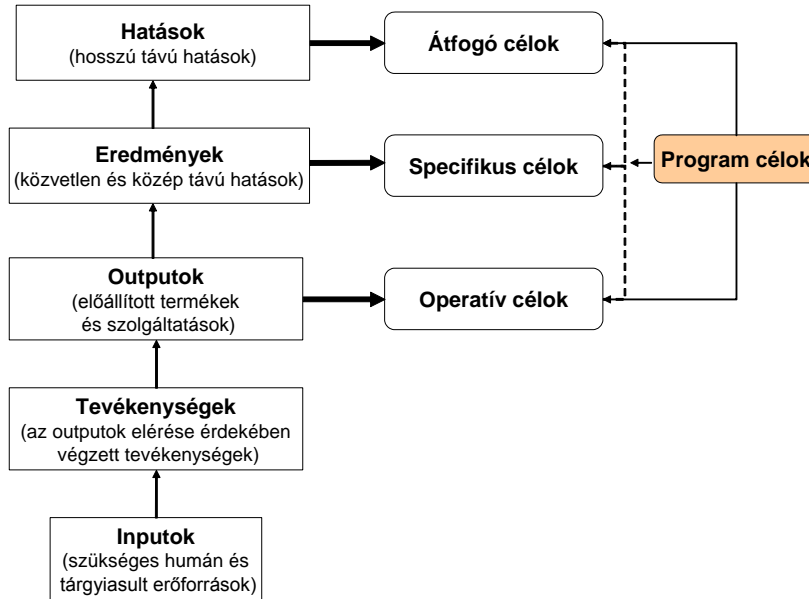 Hatások
(hosszú távú hatások)
Átfogó célok
Eredmények
(közvetlen és közép távú hatások)
Specifikus célok
Program célok
Outputok
(előállított termékek
és szolgáltatások)
Operatív célok
Tevékenységek
(az outputok elérése érdekében
végzett tevékenységek)
Inputok
(szükséges humán és
tárgyiasult erőforrások)